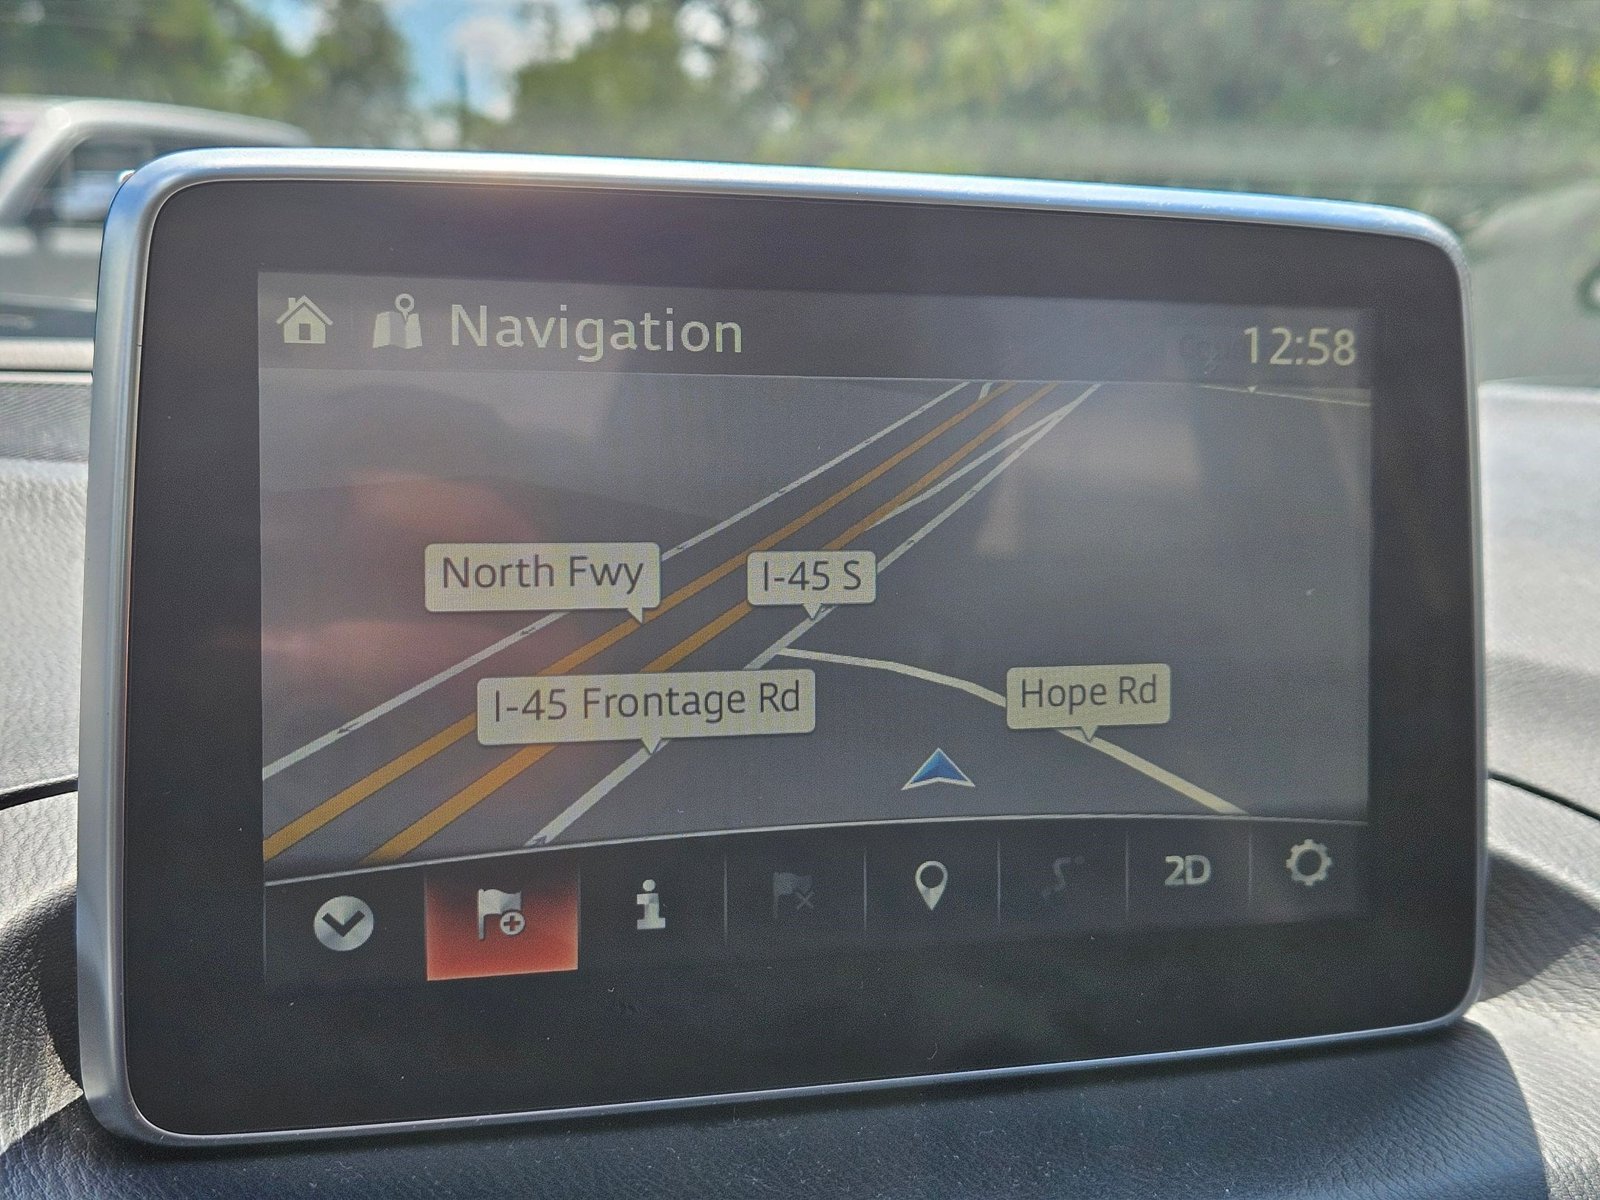 Navigation
12:58
North Fwy
I-45 S
I-45 Frontage Rd
Hope Rd
2D